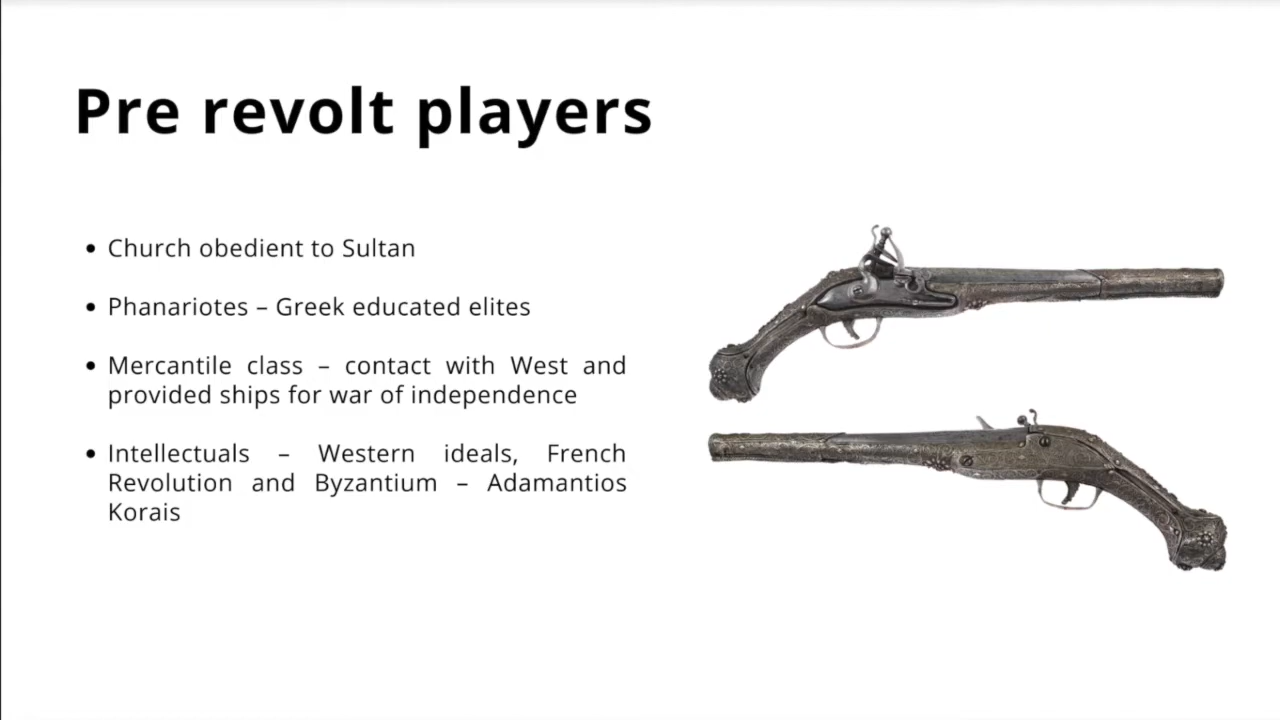 Pre revolt players
• Church obedient to Sultan
• Phanariotes – Greek educated elites
• Mercantile class – contact with West and
provided ships for war of independence
• Intellectuals – Western ideals, French
Revolution and Byzantium – Adamantios
Korais